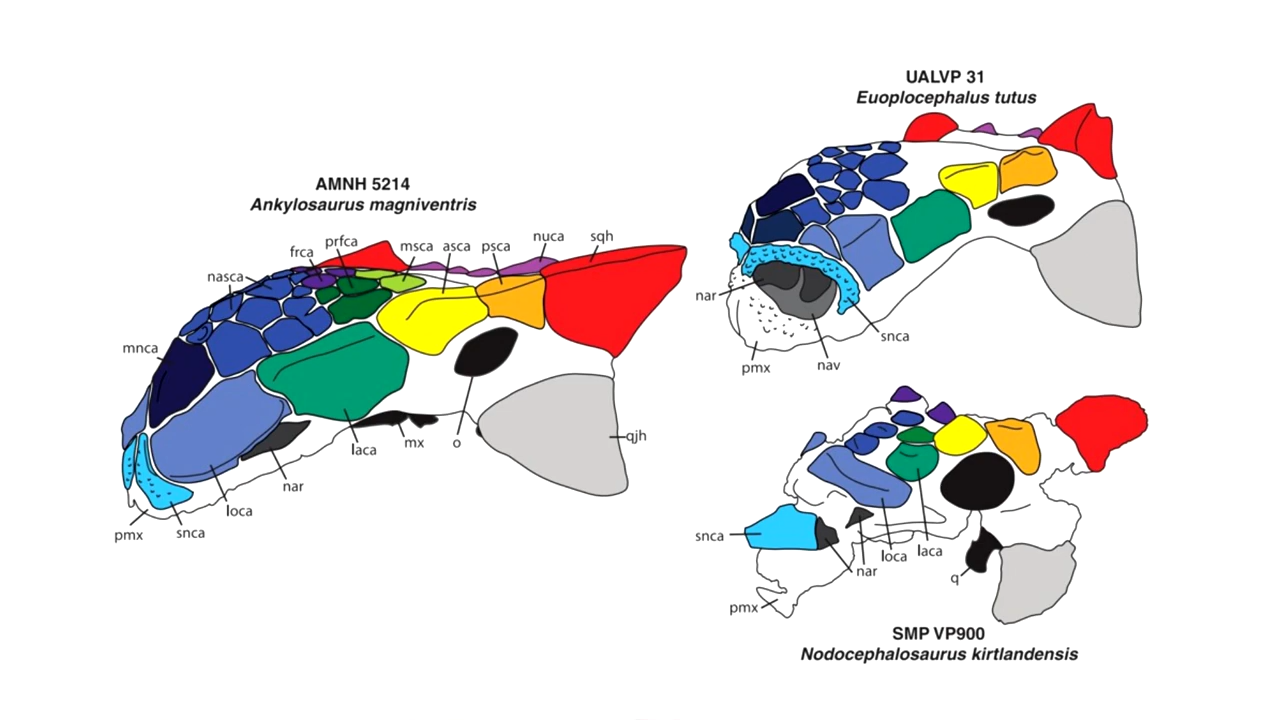 AMNH 5214
Ankylosaurus magniventris
prfca
frca
msca
asca
psca
nuca
sqh
nasca
mnca
laca
mx
o
qjh
nar
loca
snca
pmx
UALVP 31
Euoplocephalus tutus
nar
snca
pmx
nav
snca
loca
laca
nar
q
pmx
SMP VP900
Nodocephalosaurus kirtlandensis